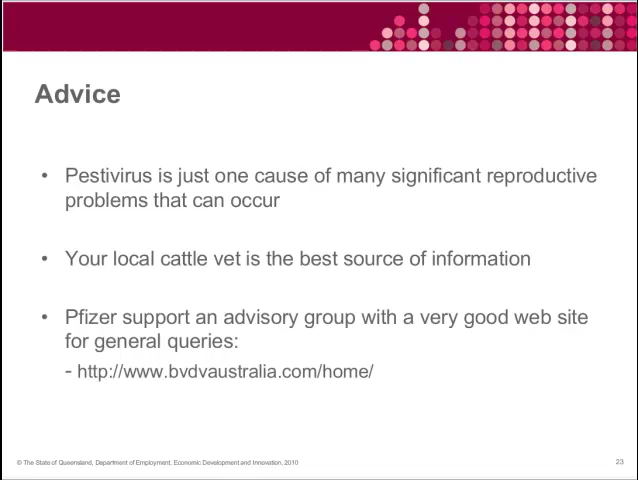 Advice
• Pestivirus is just one cause of many significant reproductive
problems that can occur
• Your local cattle vet is the best source of information
• Pfizer support an advisory group with a very good web site
for general queries:
- http://www.bvdvaustralia.com/home/
© The State of Queensland, Department of Employment, Economic Development and Innovation, 2010
23